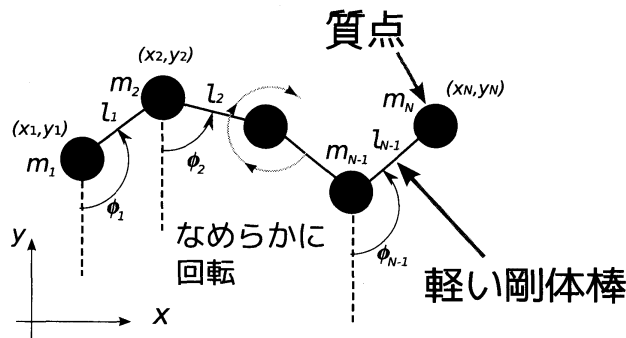 質点
(x2,y2)
(xN,yN)
m2
l2
mN
(x1,y1)
l1
mN-1
lN-1
m1
ϕ2
ϕ1
ϕN-1
y
なめらかに
回転
軽い剛体棒
x